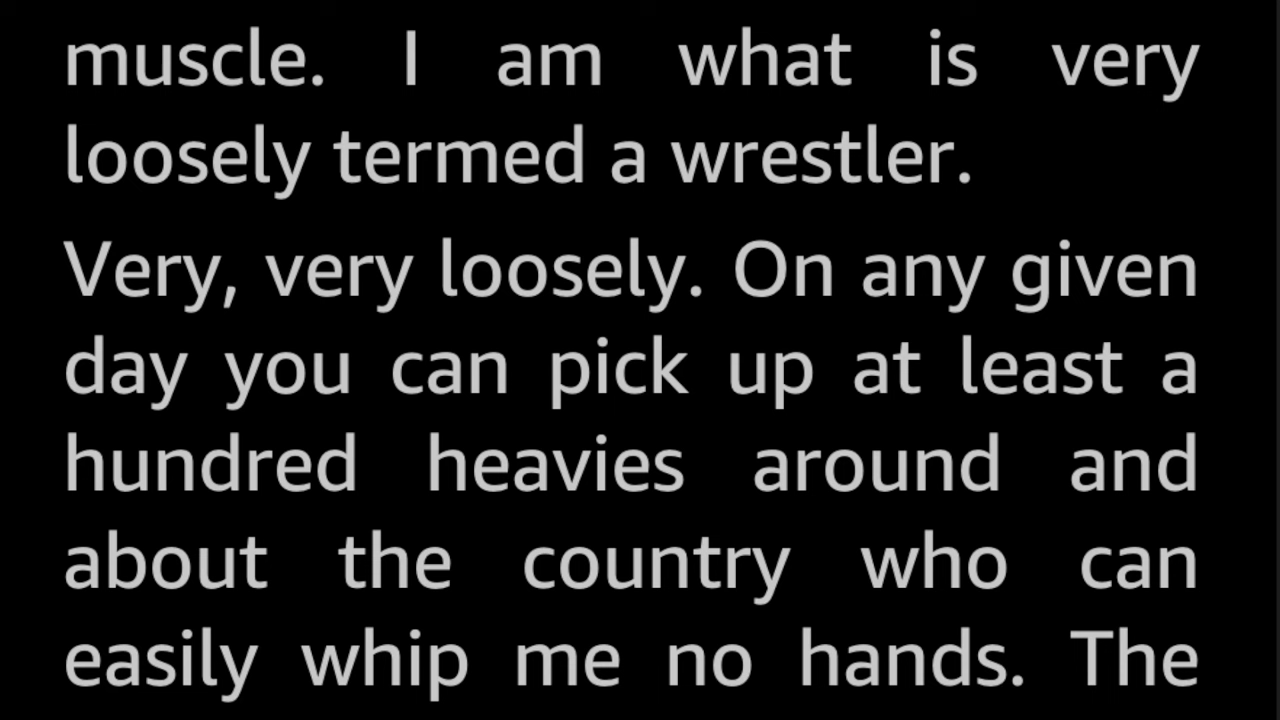 muscle. I am what is very
loosely termed a wrestler.
Very, very loosely. On any given
day you can pick up at least a
hundred heavies around and
about the country who can
easily whip me no hands. The